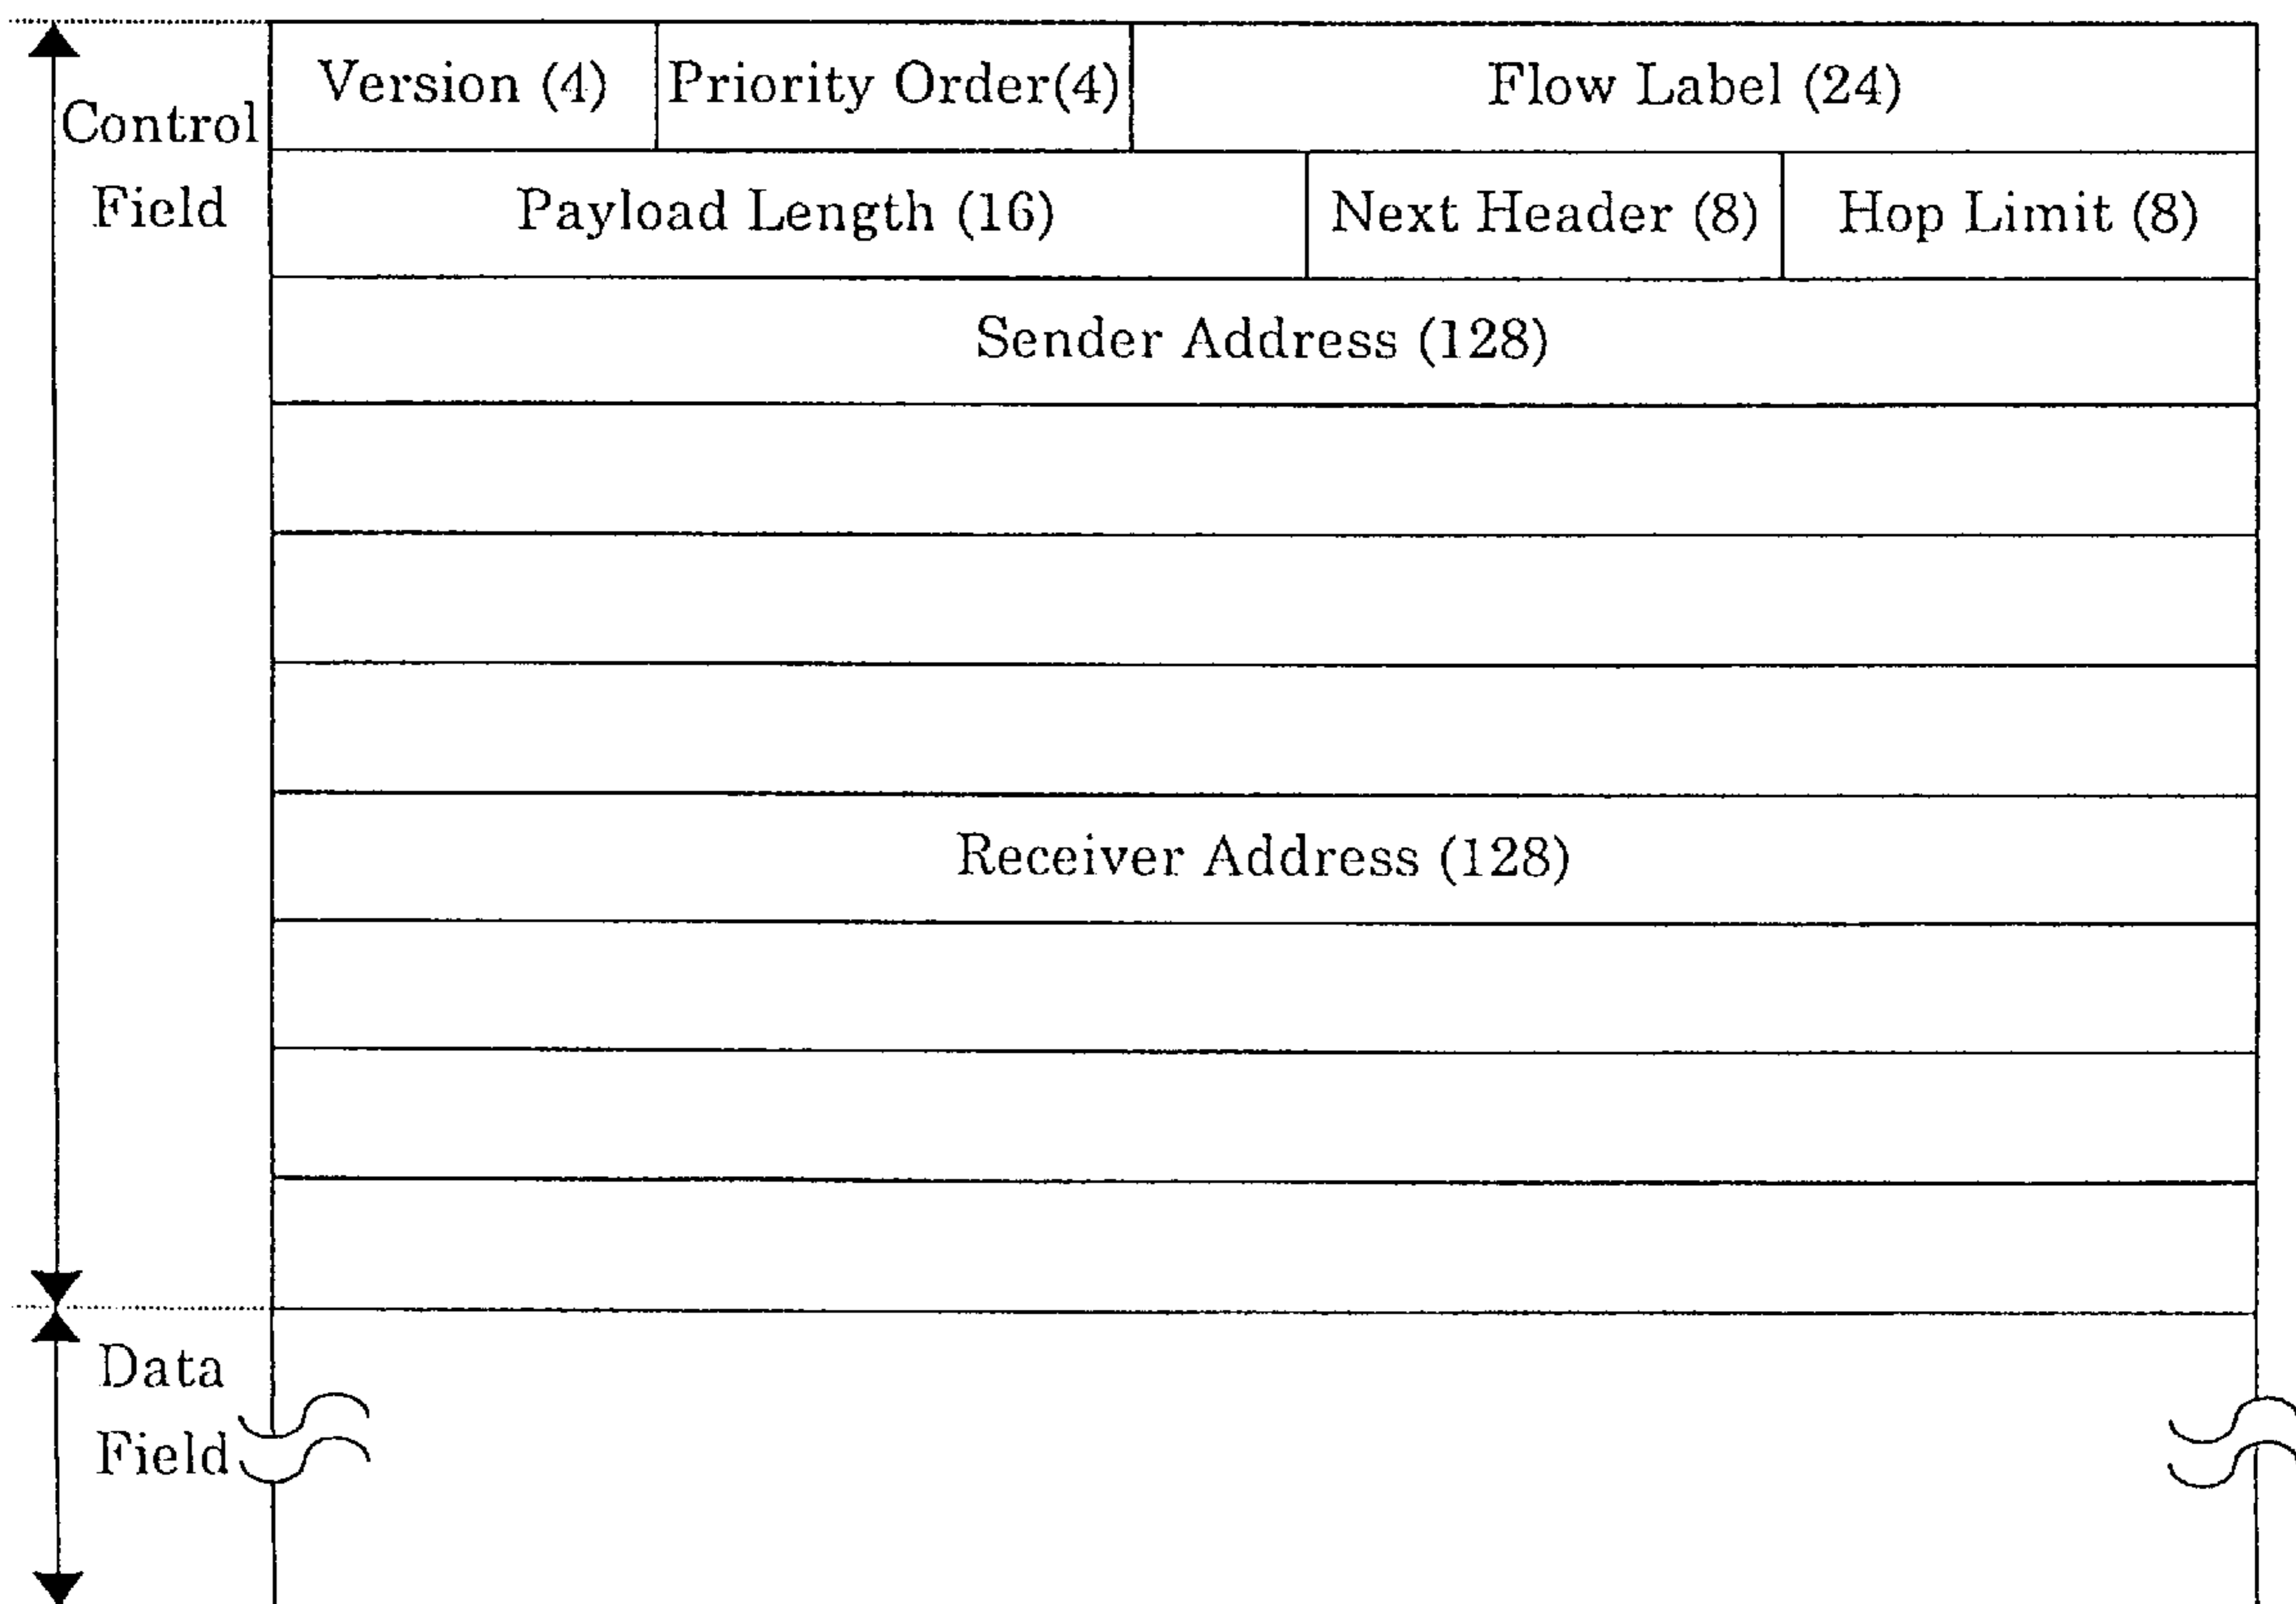 Version (4) Priority Order(4) Flow Label (24)
Control
Field
Payload Length (16) Next Header (8) Hop Limit (8)
Sender Address (128)
Receiver Address (128)
Data
Field